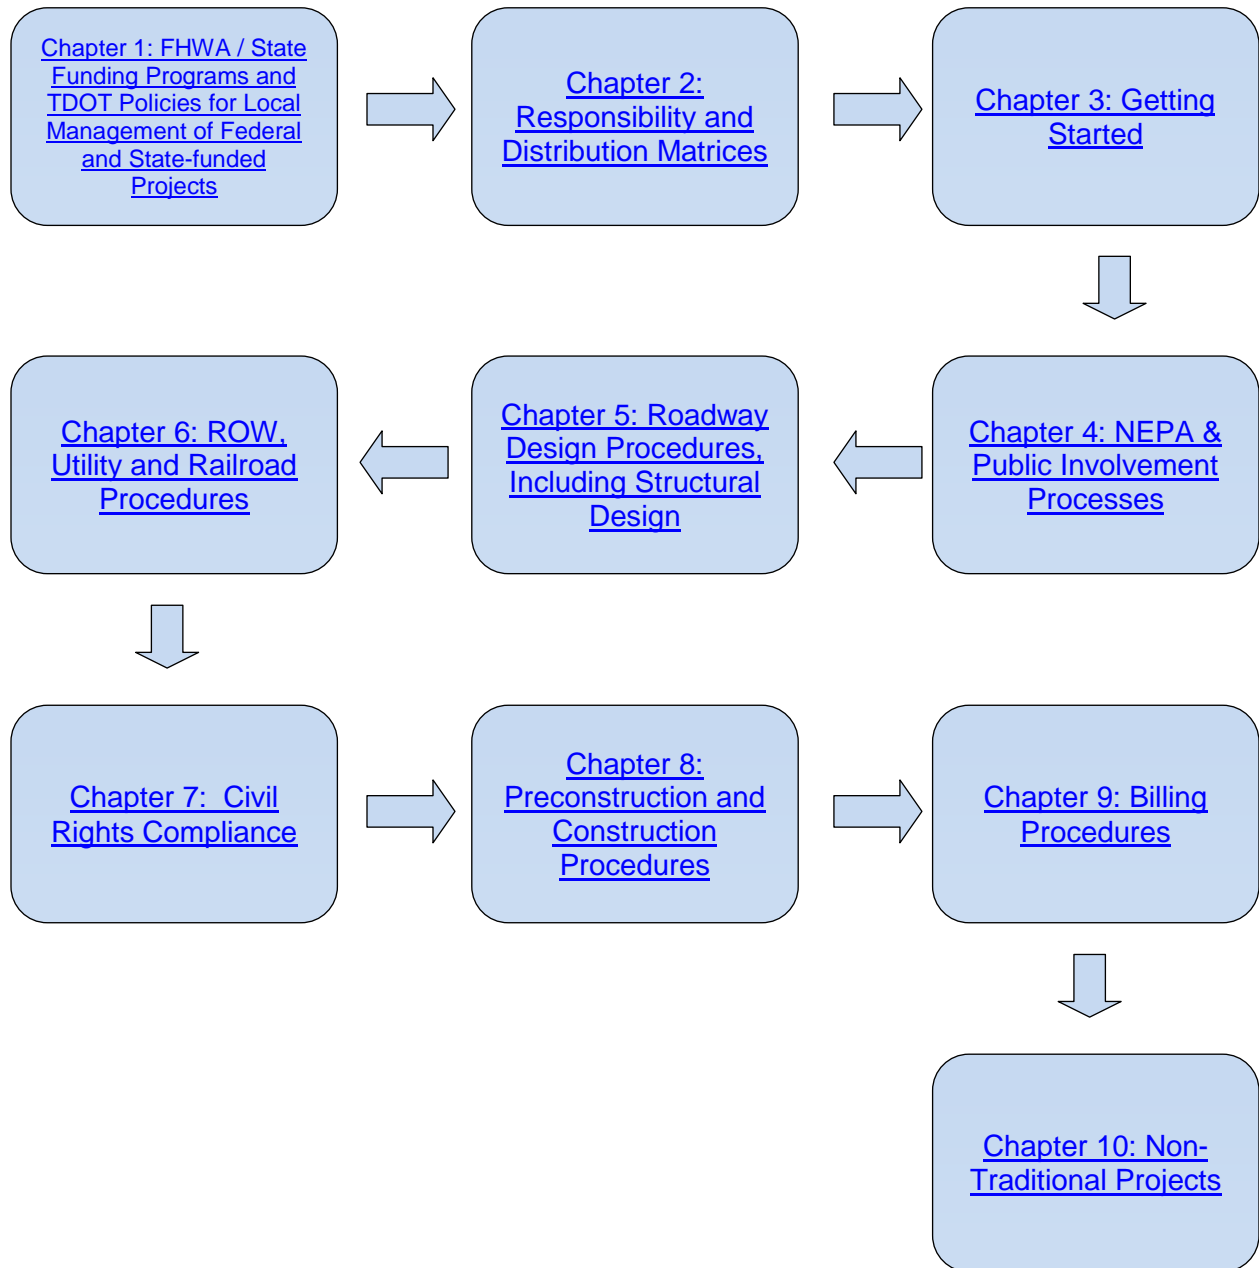 Chapter 1: FHWA / State
Funding Programs and
TDOT Policies for Local
Management of Federal
and State-funded
Projects
Chapter 2:
Responsibility and
Distribution Matrices
Chapter 3: Getting
Started
Chapter 4: NEPA &
Public Involvement
Processes
Chapter 5: Roadway
Design Procedures,
Including Structural
Design
Chapter 6: ROW,
Utility and Railroad
Procedures
Chapter 7:  Civil
Rights Compliance
Chapter 8:
Preconstruction and
Construction
Procedures
Chapter 9: Billing
Procedures
Chapter 10: Non-
Traditional Projects